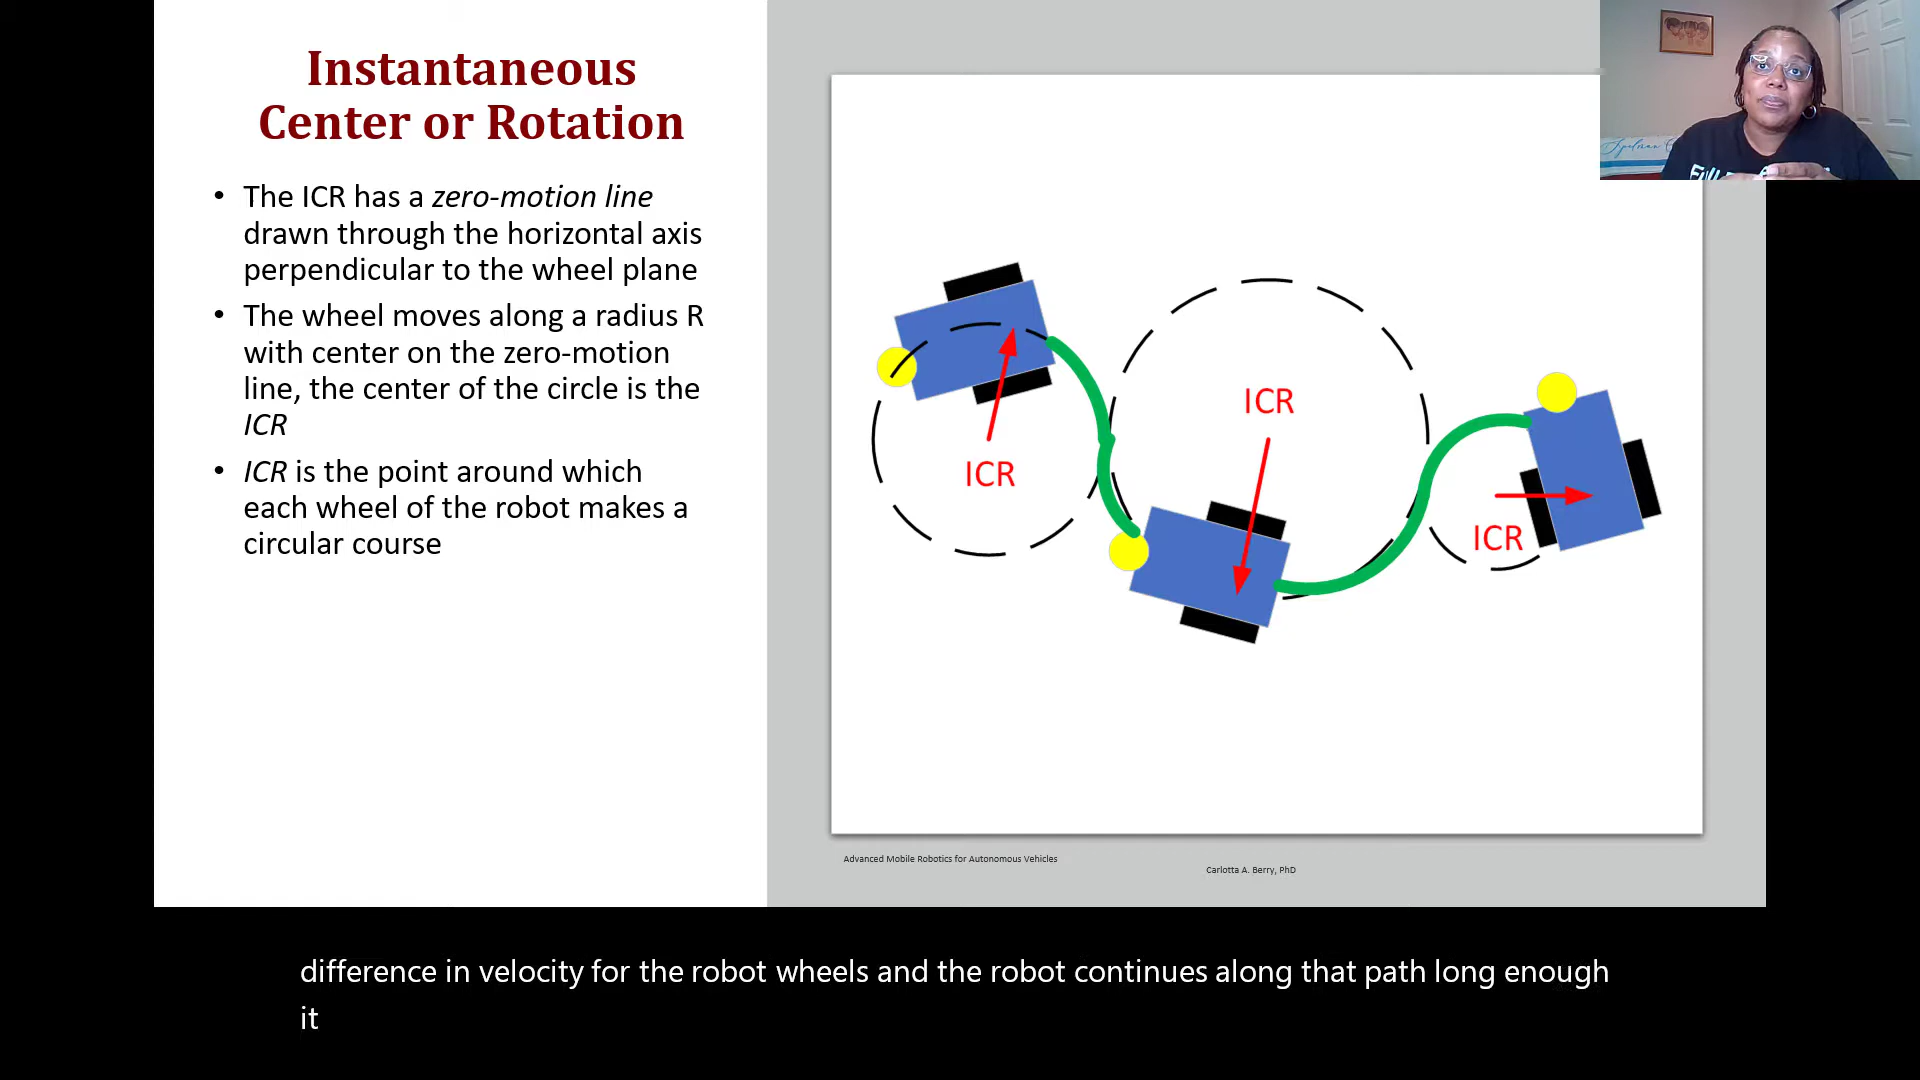 Instantaneous
Center or Rotation
• The ICR has a zero-motion line
drawn through the horizontal axis
perpendicular to the wheel plane
• The wheel moves along a radius R
with center on the zero-motion
line, the center of the circle is the
ICR
• ICR is the point around which
each wheel of the robot makes a
circular course
ICR
ICR
ICR
Advanced Mobile Robotics for Autonomous Vehicles
Carlotta A. Berry, PhD
difference in velocity for the robot wheels and the robot continues along that path long enough
it